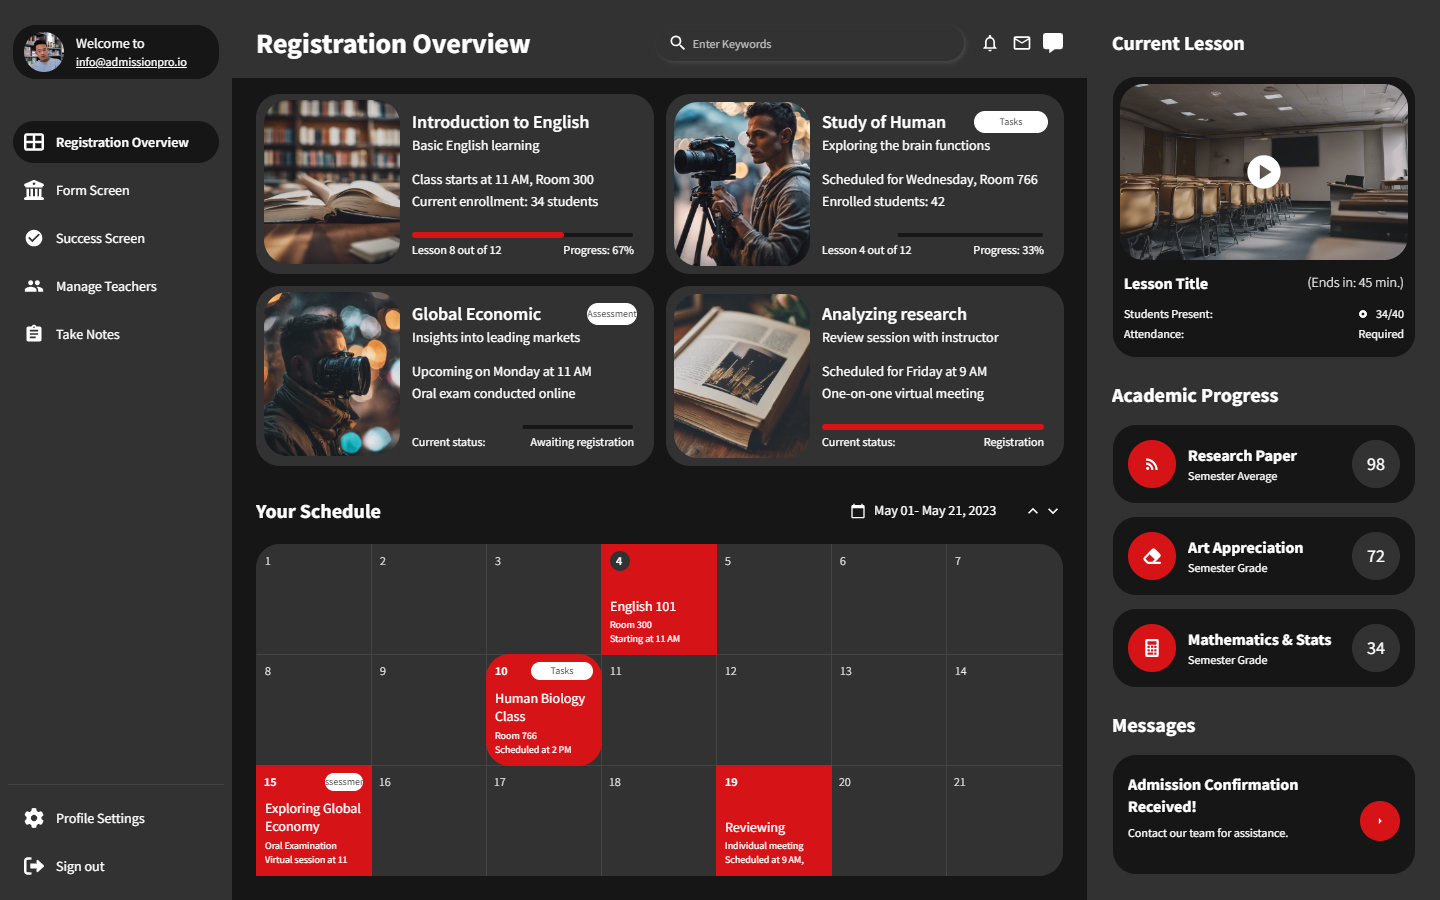 Welcome to
info@admissionpro.io
Registration Overview
Form Screen
Success Screen
Manage Teachers
Take Notes
Profile Settings
Sign out
Registration Overview
Enter Keywords
Introduction to English
Basic English learning
Class starts at 11 AM, Room 300
Current enrollment: 34 students
Lesson 8 out of 12
Progress: 67%
Study of Human
Tasks
Exploring the brain functions
Scheduled for Wednesday, Room 766
Enrolled students: 42
Lesson 4 out of 12
Progress: 33%
Global Economic
Assessment
Insights into leading markets
Upcoming on Monday at 11 AM
Oral exam conducted online
Current status:
Awaiting registration
Analyzing research
Review session with instructor
Scheduled for Friday at 9 AM
One-on-one virtual meeting
Current status:
Registration
Your Schedule
May 01- May 21, 2023
1
2
3
4
English 101
Room 300
Starting at 11 AM
5
6
7
8
9
10
Tasks
Human Biology
Class
Room 766
Scheduled at 2 PM
11
12
13
14
15
ssessmen
Exploring Global
Economy
Oral Examination
Virtual session at 11
16
17
18
19
Reviewing
Individual meeting
Scheduled at 9 AM,
20
21
Current Lesson
Lesson Title
(Ends in: 45 min.)
Students Present:
34/40
Attendance:
Required
Academic Progress
Research Paper
Semester Average
98
Art Appreciation
Semester Grade
72
Mathematics & Stats
Semester Grade
34
Messages
Admission Confirmation
Received!
Contact our team for assistance.